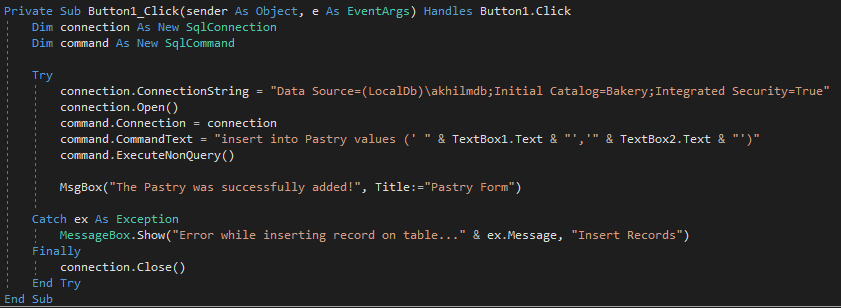 Private Sub Button1_Click(sender As Object, e As EventArgs) Handles Button1.Click
Dim connection As New SqlConnection
Dim command As New SqlCommand
Try
connection.ConnectionString = "Data Source=(LocalDb)\akhilmdb;Initial Catalog=Bakery;Integrated Security=True"
connection.Open()
command.Connection = connection
command.CommandText = "insert into Pastry values (' " & TextBox1.Text & "','" & TextBox2.Text & "')"
command.ExecuteNonQuery()
MsgBox("The Pastry was successfully added!", Title:="Pastry Form")
Catch ex As Exception
MessageBox.Show("Error while inserting record on table..." & ex.Message, "Insert Records")
Finally
connection.Close()
End Try
End Sub